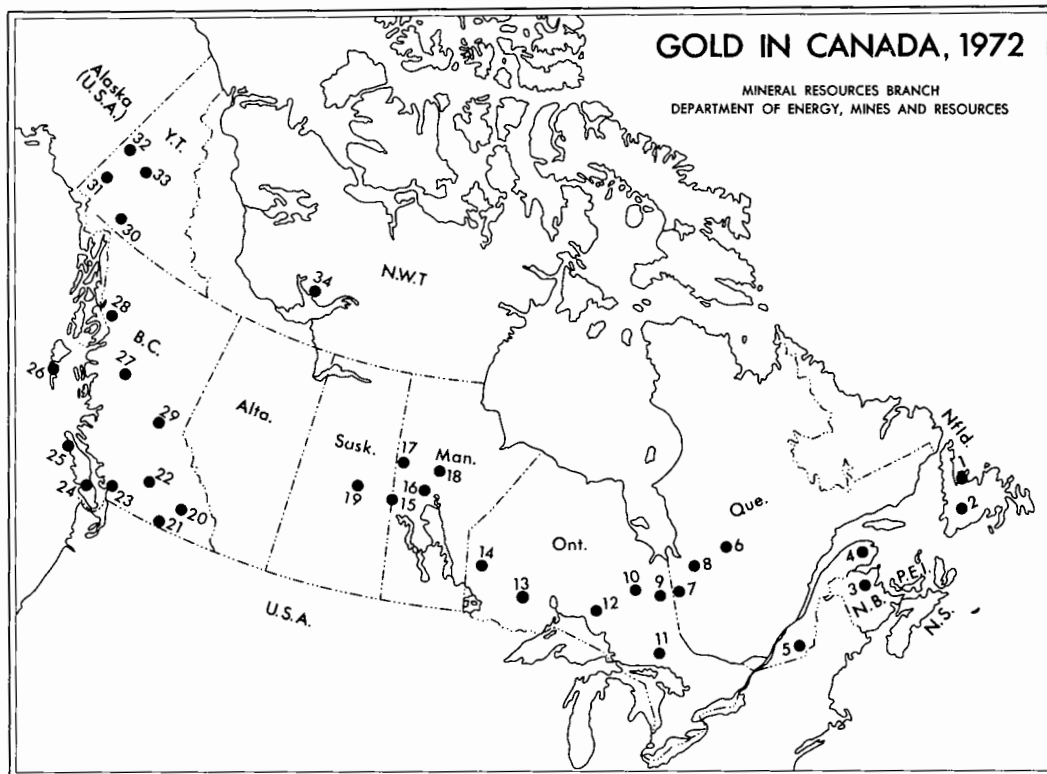 GOLD IN CANADA, 1972
MINERAL RESOURCES BRANCH
DEPARTMENT OF ENERGY, MINES AND RESOURCES
Alaska
(U.S.A.)
Y.T.
32
33
31
30
N.W.T
34
28
B.C.
27
26
29
Alta.
Susk.
Man.
17
18
16
15
19
25
24
23
22
21
20
U.S.A.
Ont.
14
13
12
10
9
11
Que.
8
7
6
Nfld.
1
2
4
3
P.E.I.
N.B.
N.S.
5